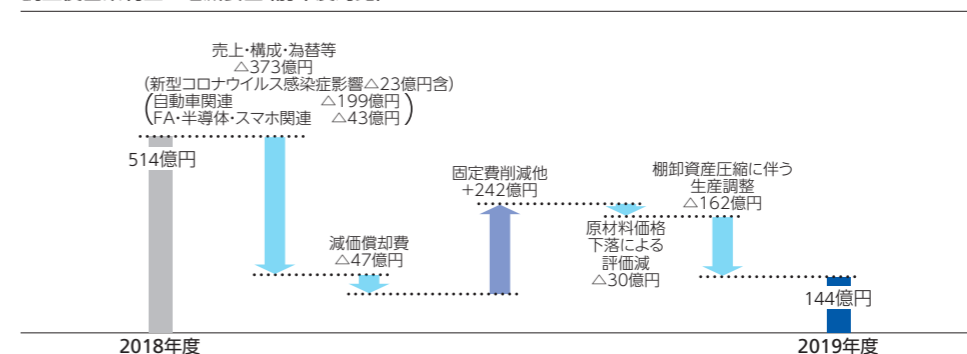 売上・構成・為替等
△373億円
(新型コロナウイルス感染症影響△23億円含)
(自動車関連 △199億円
FA・半導体・スマホ関連 △43億円)
514億円
減価償却費
△47億円
固定費削減他
+242億円
原材料価格
下落による
評価減
△30億円
棚卸資産圧縮に伴う
生産調整
△162億円
144億円
2018年度
2019年度